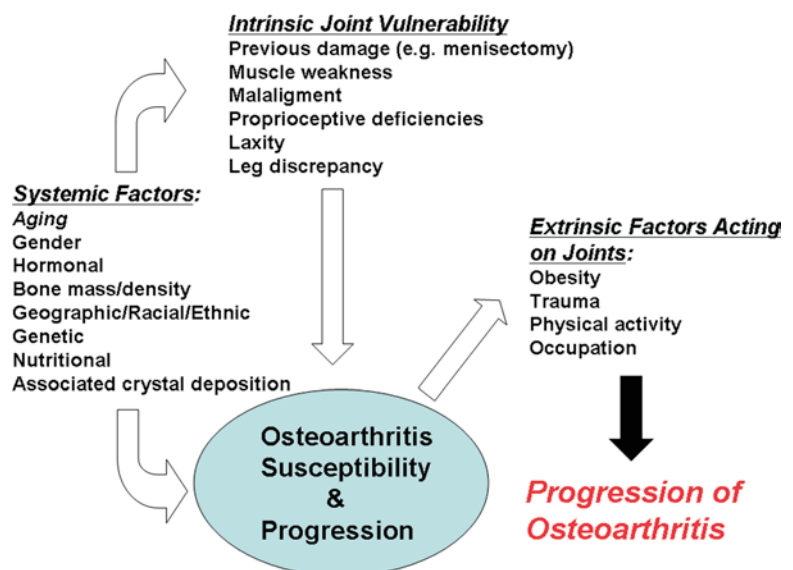 Intrinsic Joint Vulnerability
Previous damage (e.g. menisectomy)
Muscle weakness
Malaligment
Proprioceptive deficiencies
Laxity
Leg discrepancy
Systemic Factors:
Aging
Gender
Hormonal
Bone mass/density
Geographic/Racial/Ethnic
Genetic
Nutritional
Associated crystal deposition
Extrinsic Factors Acting
on Joints:
Obesity
Trauma
Physical activity
Occupation
Osteoarthritis
Susceptibility
&
Progression
Progression of
Osteoarthritis